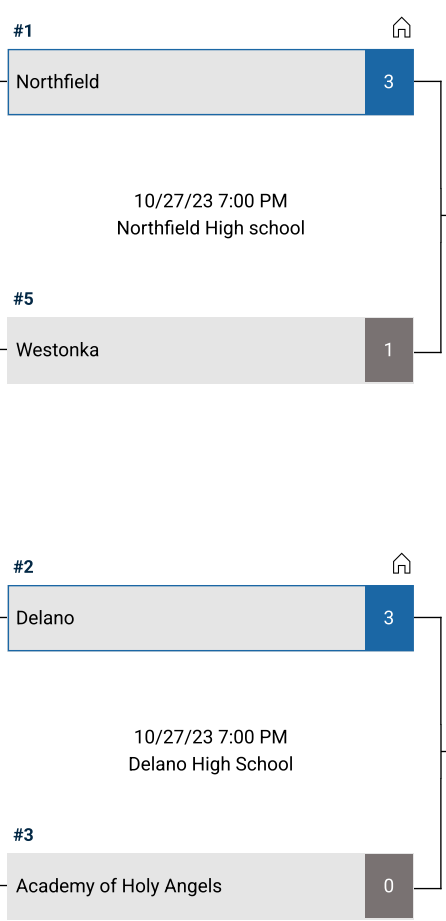 #1
Northfield
3
10/27/23 7:00 PM
Northfield High school
#5
Westonka
1
#2
Delano
3
10/27/23 7:00 PM
Delano High School
#3
Academy of Holy Angels
0